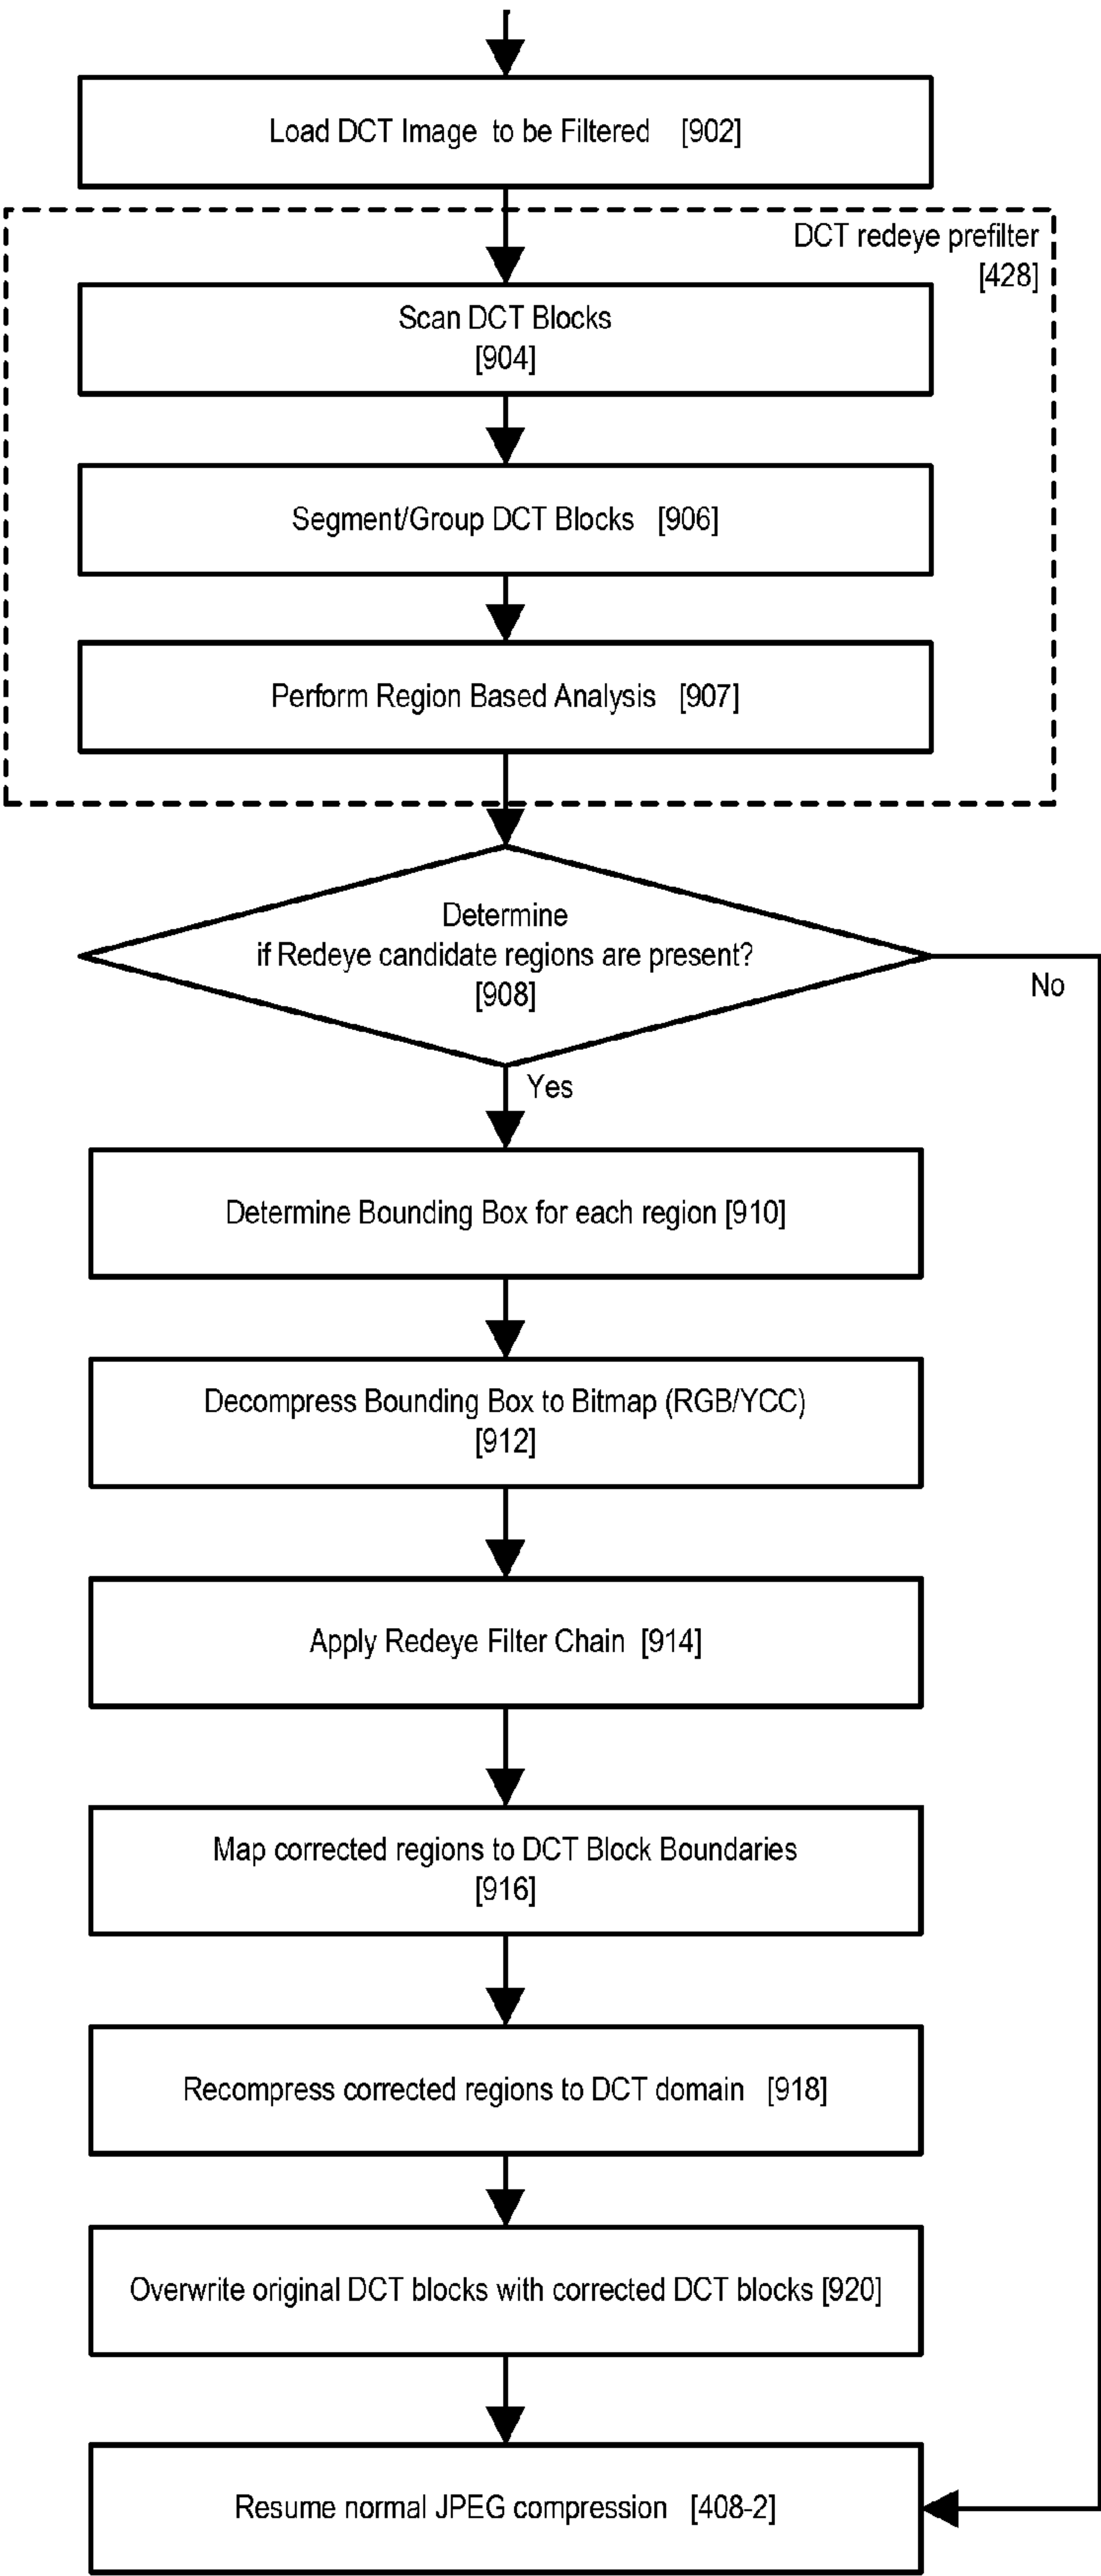 Load DCT Image to be Filtered [902]
DCT redeye prefilter
[428]
Scan DCT Blocks
[904]
Segment/Group DCT Blocks [906]
Perform Region Based Analysis [907]
Determine
if Redeye candidate regions are present?
[908]
No
Yes
Determine Bounding Box for each region [910]
Decompress Bounding Box to Bitmap (RGB/YCC)
[912]
Apply Redeye Filter Chain [914]
Map corrected regions to DCT Block Boundaries
[916]
Recompress corrected regions to DCT domain [918]
Overwrite original DCT blocks with corrected DCT blocks [920]
Resume normal JPEG compression [408-2]